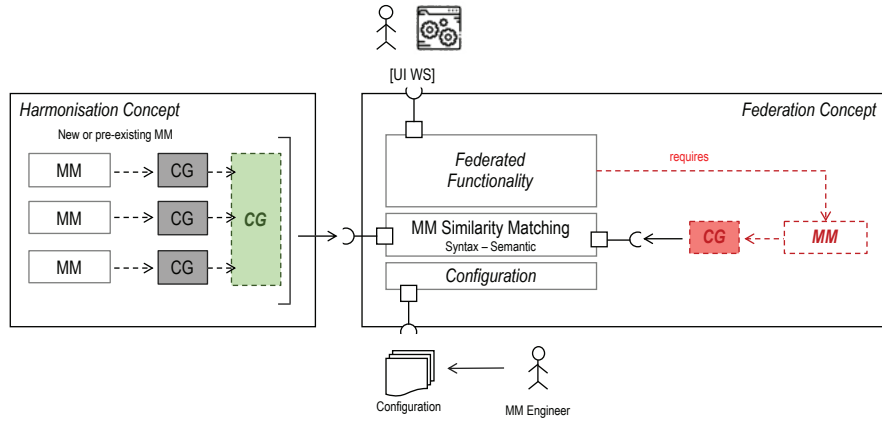 [UI WS]
Harmonisation Concept
Federation Concept
New or pre-existing MM
MM
CG
MM
CG
MM
CG
CG
Federated
Functionality
requires
MM Similarity Matching
Syntax – Semantic
CG
MM
Configuration
Configuration
MM Engineer